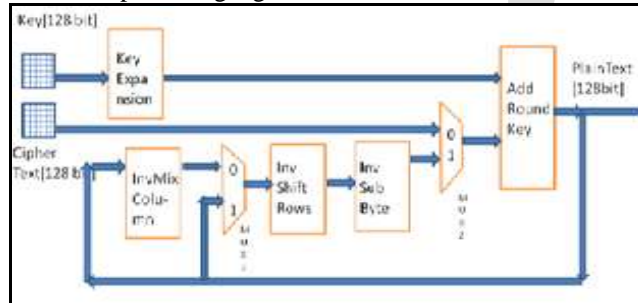 Key[128bit]
Key
Expa
nsion
Add
Round
Key
PlainText
[128bit]
0
1
Cipher
Text[128 bit]
InvMix
Colu-
mn
0
1
Inv
Shift
Rows
Inv
Sub
Byte